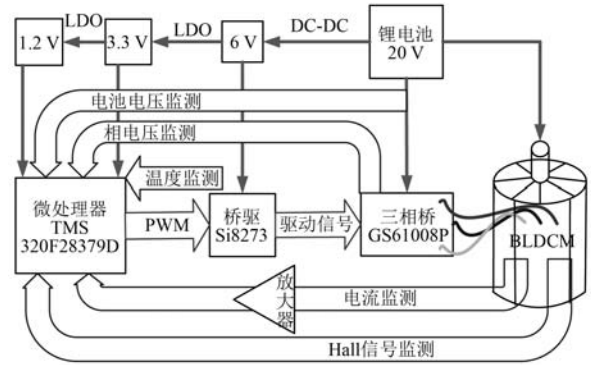 LDO
LDO
DC-DC
1.2 V
3.3 V
6 V
锂电池
20 V
电池电压监测
相电压监测
温度监测
微处理器
TMS
320F28379D
PWM
桥驱
Si8273
驱动信号
三相桥
GS61008P
BLDCM
放大器
电流监测
Hall信号监测